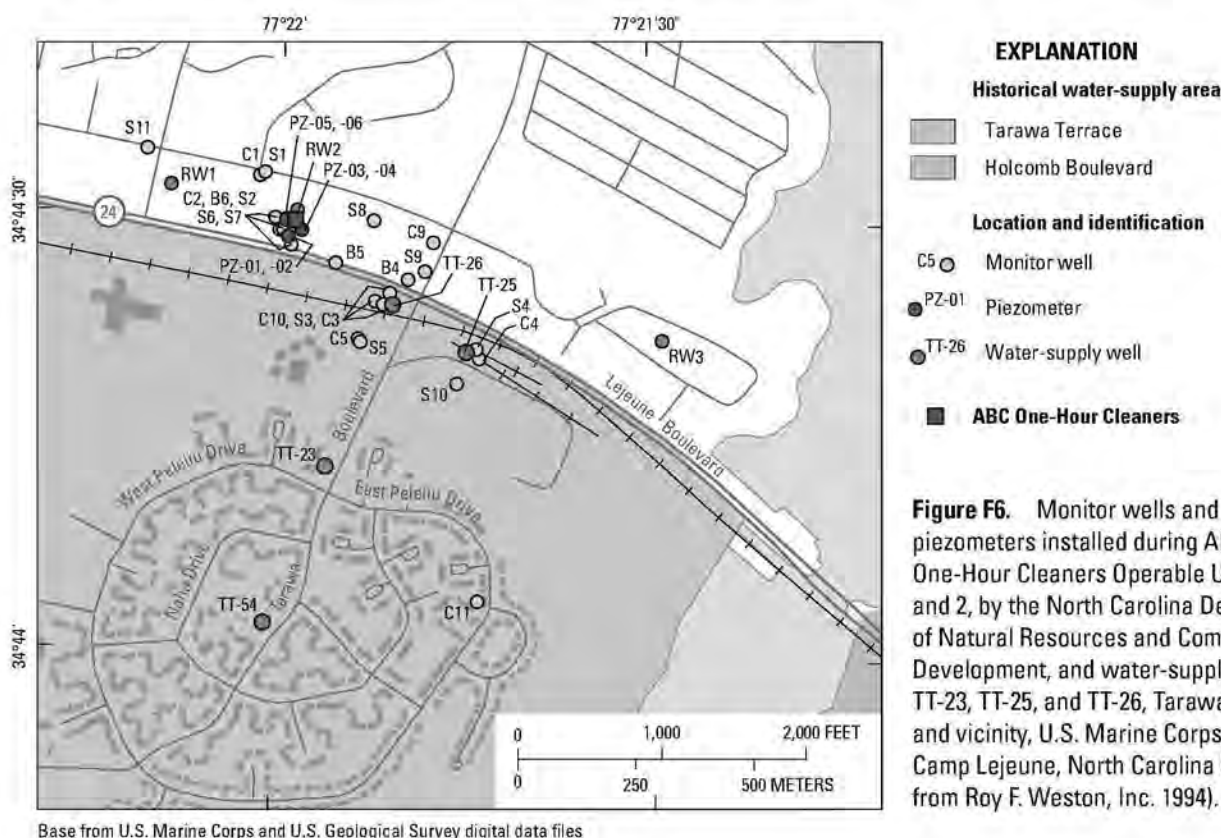 77°22' 77°21'30"
34°44'30"
34°44'
S11
C1 S1
PZ-05, -06
RW2
PZ-03, -04
RW1
C2, B6, S2
S6, S7
24
PZ-01, -02
S8
C9
S9
B5
B4
TT-26
TT-25
S4
C4
C10, S3, C3
C5
S5
S10
RW3
Lejeune Boulevard
Boulevard
TT-23
West Peleliu Drive
East Peleliu Drive
Nahu Drive
Tarawa
TT-54
C11
0 1,000 2,000 FEET
0 250 500 METERS
Base from U.S. Marine Corps and U.S. Geological Survey digital data files
EXPLANATION
Historical water-supply area
Tarawa Terrace
Holcomb Boulevard
Location and identification
C5 Monitor well
PZ-01 Piezometer
TT-26 Water-supply well
ABC One-Hour Cleaners
Figure F6. Monitor wells and
piezometers installed during A
One-Hour Cleaners Operable U
and 2, by the North Carolina De
of Natural Resources and Com
Development, and water-suppl
TT-23, TT-25, and TT-26, Tarawa
and vicinity, U.S. Marine Corps
Camp Lejeune, North Carolina
from Roy F. Weston, Inc. 1994).